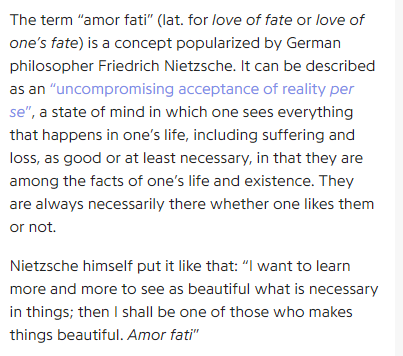 The term “amor fati” (lat. for love of fate or love of
one’s fate) is a concept popularized by German
philosopher Friedrich Nietzsche. It can be described
as an “uncompromising acceptance of reality per
se”, a state of mind in which one sees everything
that happens in one’s life, including suffering and
loss, as good or at least necessary, in that they are
among the facts of one’s life and existence. They
are always necessarily there whether one likes them
or not.
Nietzsche himself put it like that: “I want to learn
more and more to see as beautiful what is necessary
in things; then I shall be one of those who makes
things beautiful. Amor fati”